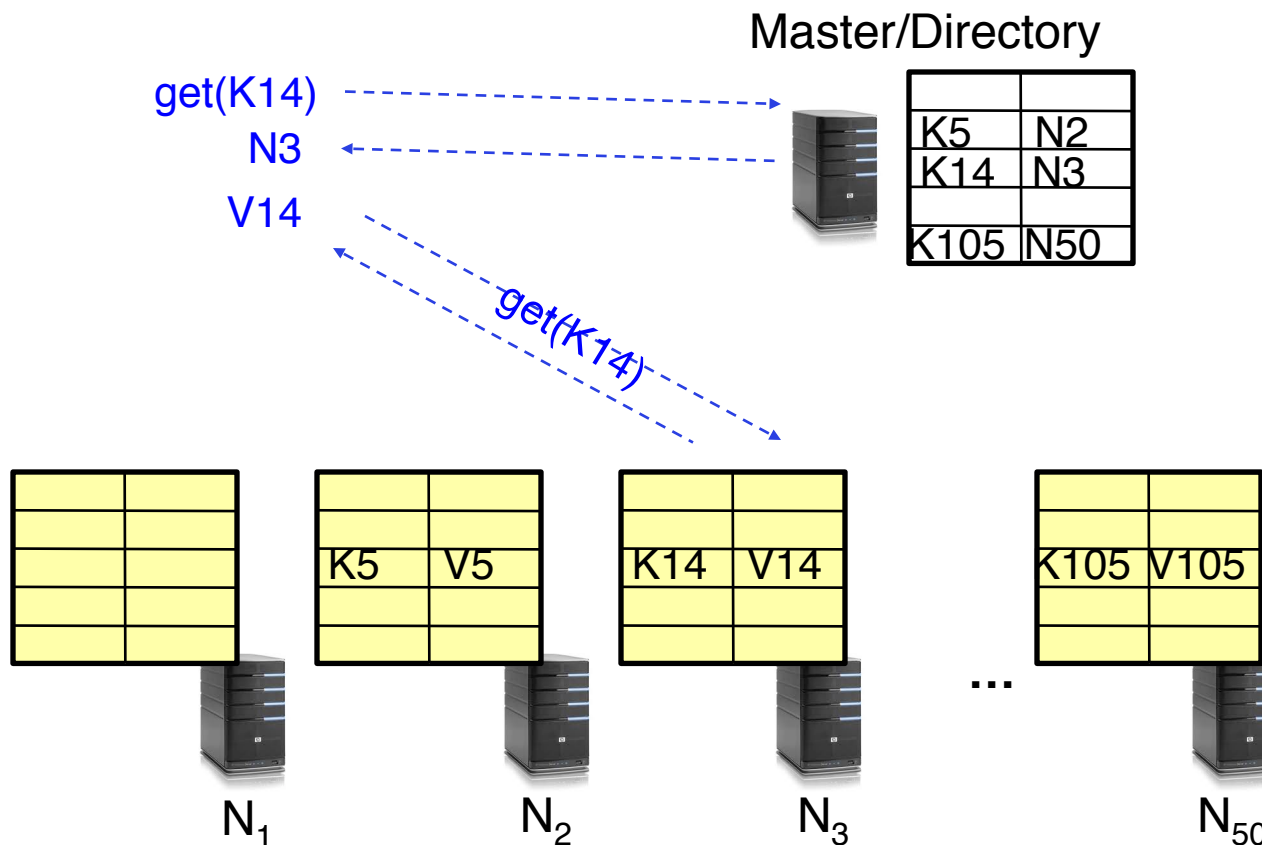 Master/Directory
get(K14)
N3
V14
K5 N2
K14 N3
K105 N50
get(K14)
K5 V5
K14 V14
K105 V105
...
N1
N2
N3
N50